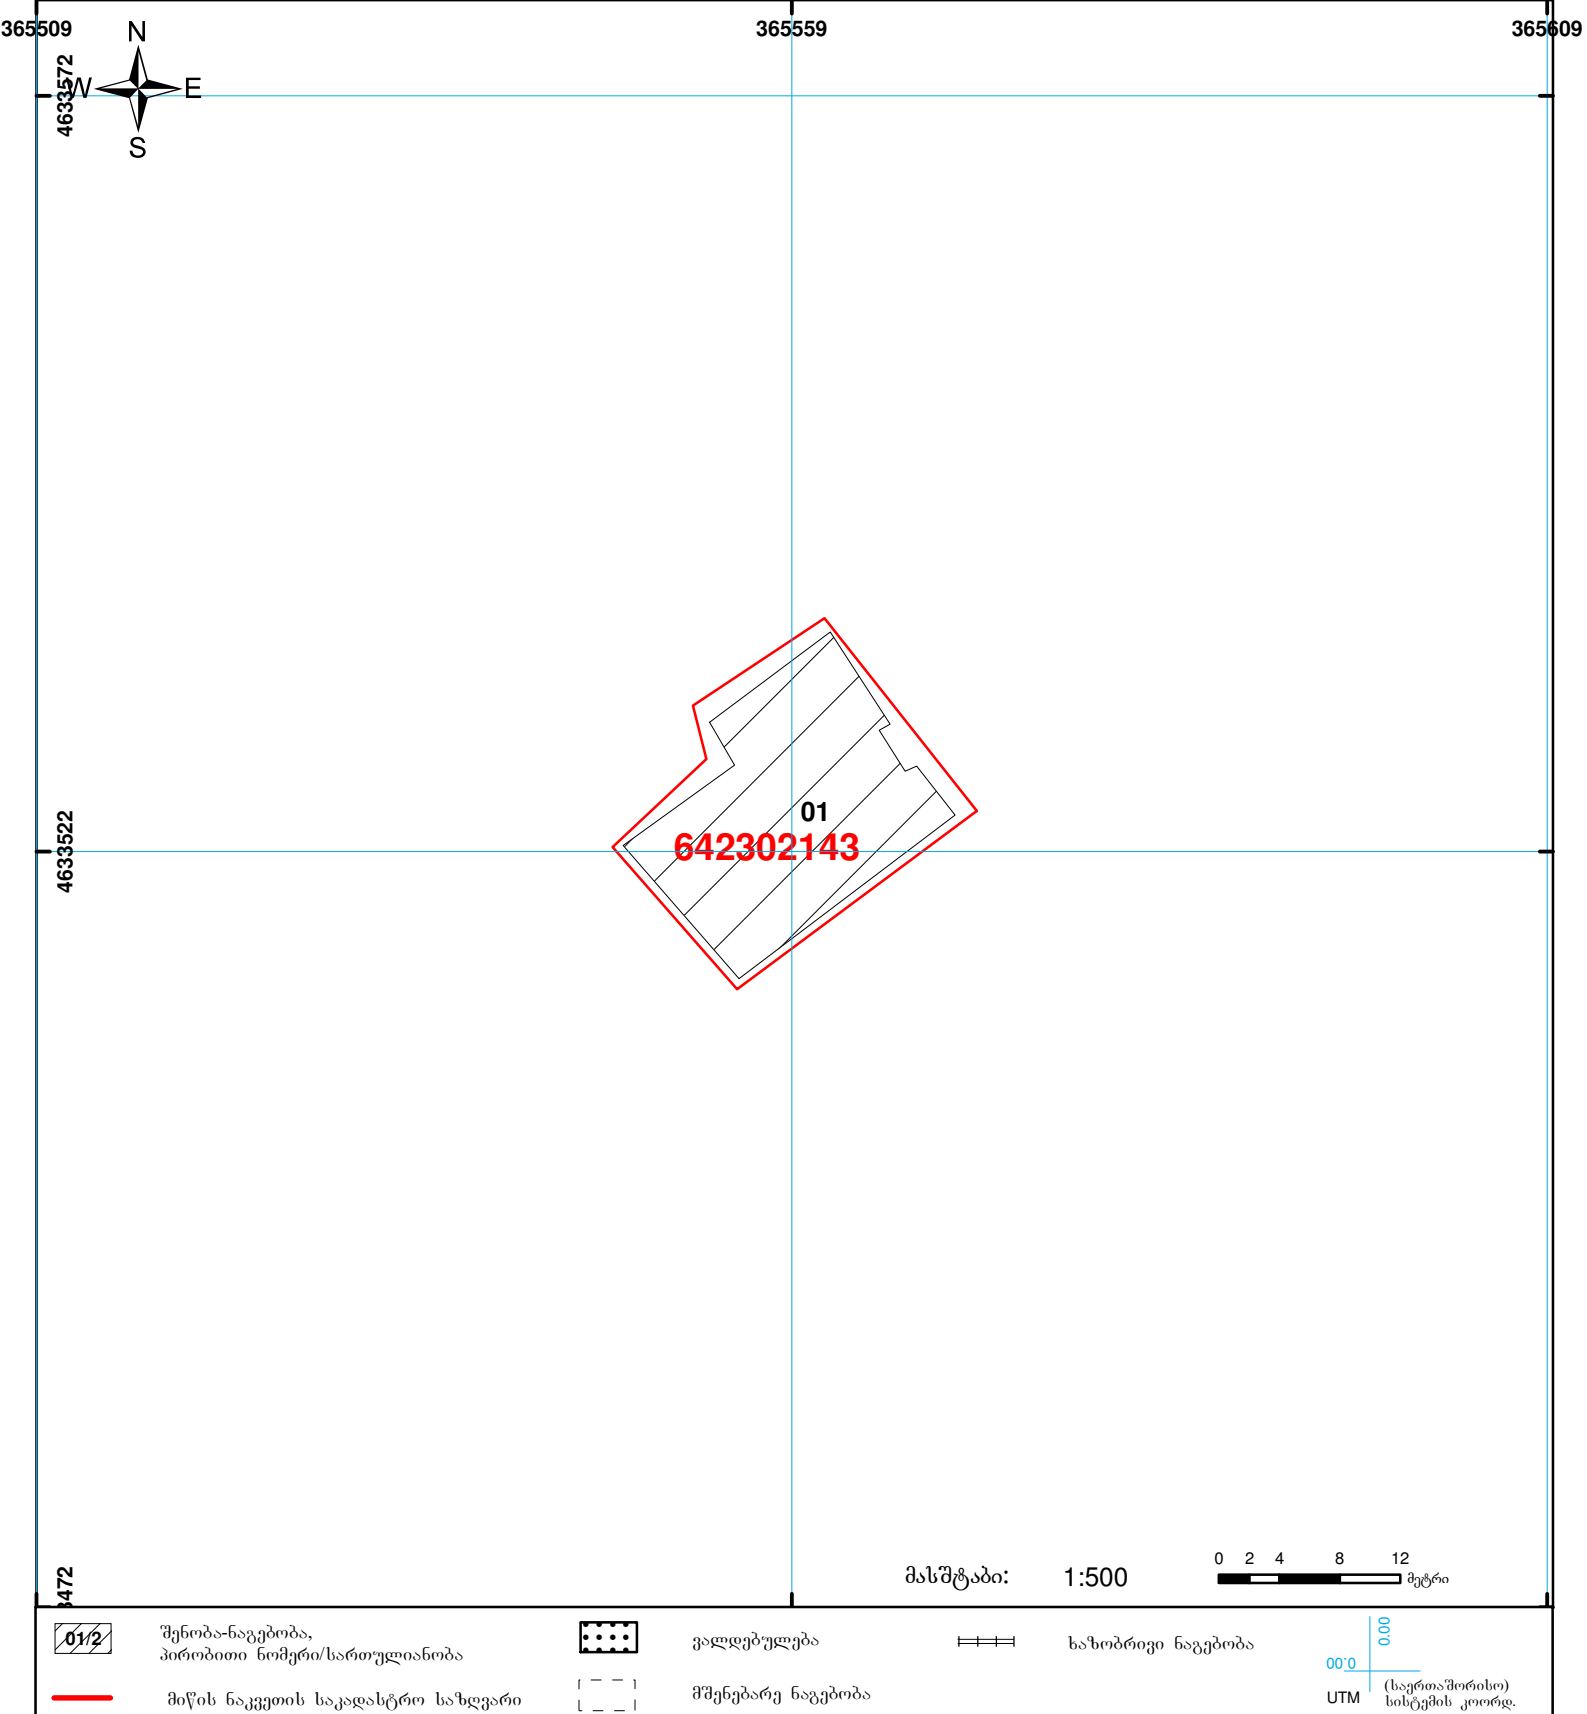 365509 365559 365609
N
W E
S
4633572
01
642302143
4633522
მასშტაბი: 1:500
0 2 4 8 12
მეტრი
472
01/2
შენობა-ნაგებობა,
პირობითი ნომერი/სართულიანობა
მიწის ნაკვეთის საკადასტრო საზღვარი
ვალდებულება
მშენებარე ნაგებობა
ხაზობრივი ნაგებობა
00.0
0.00
UTM
(საერთაშორისო)
სისტემის კოორდ.